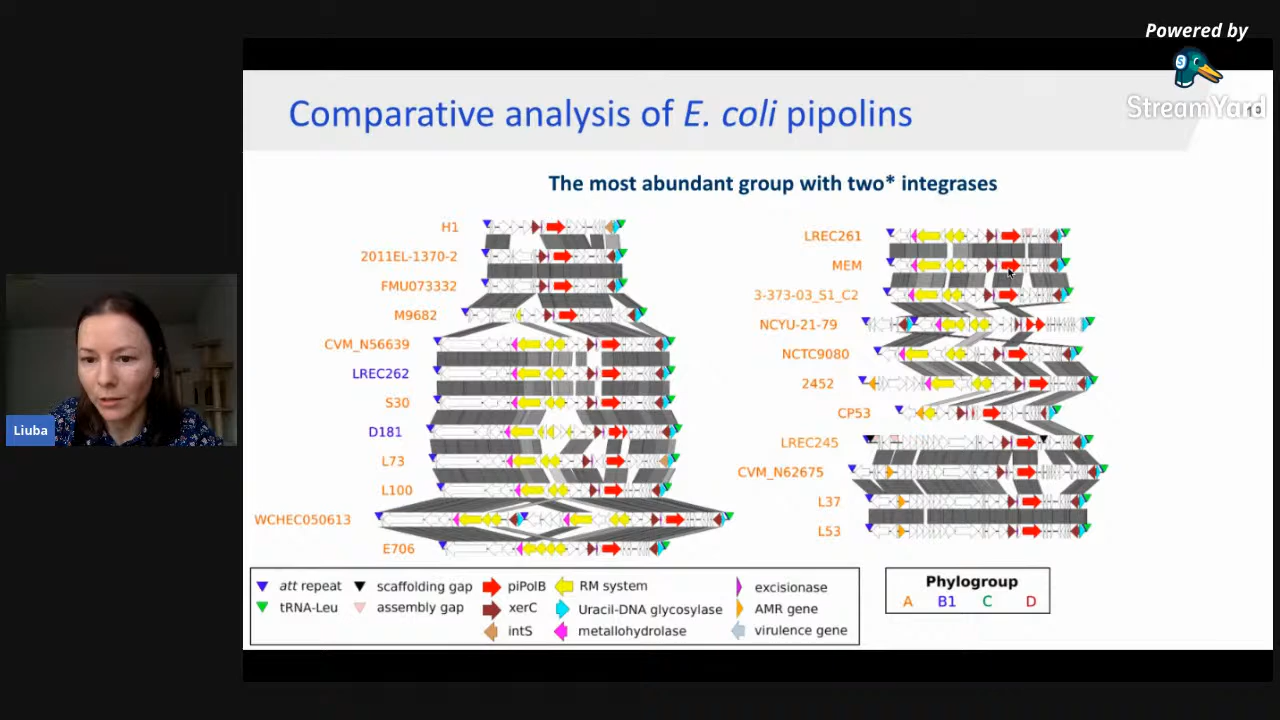 Powered by
StreamYard
Comparative analysis of E. coli pipolins
The most abundant group with two* integrases
H1
2011EL-1370-2
FMU073332
M9682
CVM_N56639
LREC262
S30
D181
L73
L100
WCHEC050613
E706
LREC261
MEM
3-373-03_S1_C2
NCYU-21-79
NCTC9080
2452
CP53
LREC245
CVM_N62675
L37
L53
att repeat
tRNA-Leu
scaffolding gap
assembly gap
piPolB
xerC
intS
RM system
Uracil-DNA glycosylase
metallohydrolase
excisionase
AMR gene
virulence gene
Phylogroup
A B1 C D
Liuba